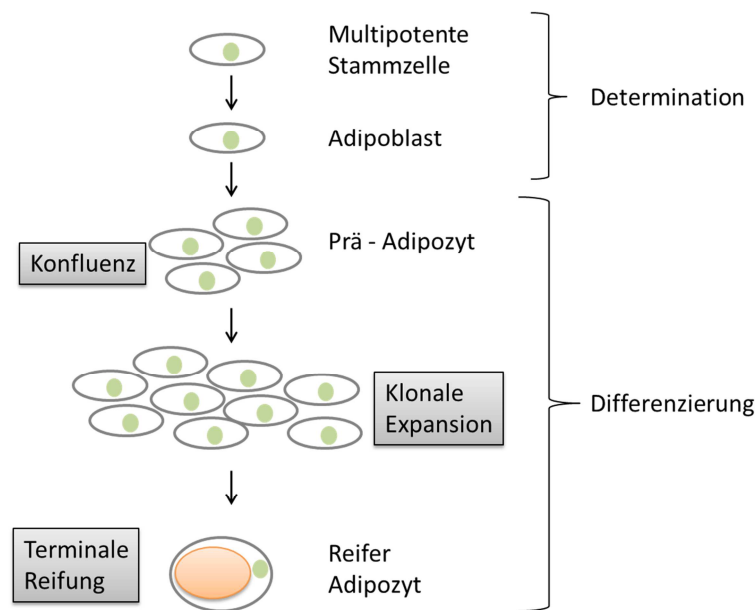 Multipotente
Stammzelle
Determination
Adipoblast
Prä - Adipozyt
Konfluenz
Klonale
Expansion
Differenzierung
Terminale
Reifung
Reifer
Adipozyt